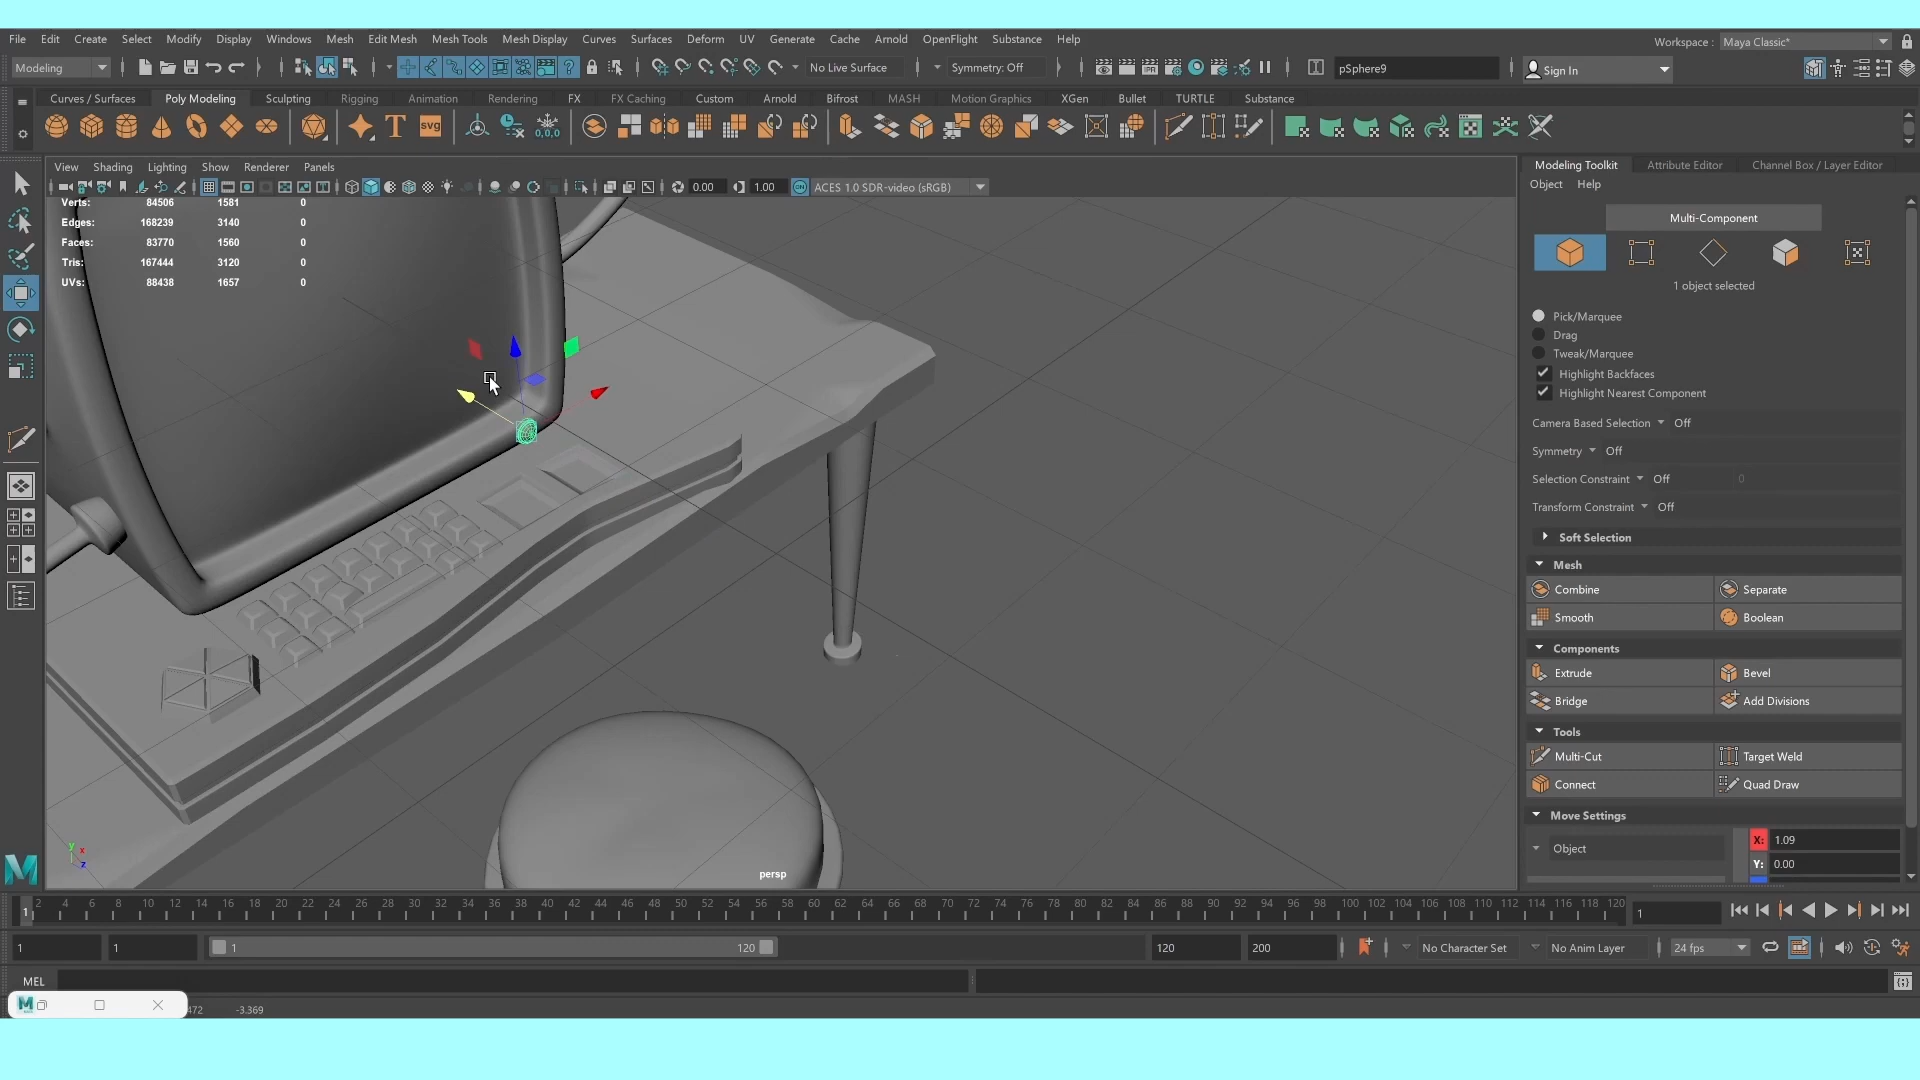 File Edit Create Select Modify Display Windows Mesh Edit Mesh Mesh Tools Mesh Display Curves Surfaces Deform UV Generate Cache Arnold OpenFlight Substance Help
Workspace : Maya Classic*
Modeling No Live Surface Symmetry: Off pSphere9 Sign In
Curves / Surfaces Poly Modeling Sculpting Rigging Animation Rendering FX FX Caching Custom Arnold Bifrost MASH Motion Graphics XGen Bullet TURTLE Substance
T SVG 0,0,0
View Shading Lighting Show Renderer Panels
Modeling Toolkit Attribute Editor Channel Box / Layer Editor
IPR
0.00 1.00 ON ACES 1.0 SDR-video (sRGB)
Object Help
Verts: 84506 1581 0
Edges: 168239 3140 0
Faces: 83770 1560 0
Tris: 167444 3120 0
UVs: 88438 1657 0
Multi-Component
1 object selected
Pick/Marquee
Drag
Tweak/Marquee
Highlight Backfaces
Highlight Nearest Component
Camera Based Selection Off
Symmetry Off
Selection Constraint Off 0
Transform Constraint Off
Soft Selection
Mesh
Combine Separate
Smooth Boolean
Components
Extrude Bevel
Bridge Add Divisions
Tools
Multi-Cut Target Weld
Connect Quad Draw
Move Settings
Object X: 1.09
Y: 0.00
y x z
persp
M
1 2 4 6 8 10 12 14 16 18 20 22 24 26 28 30 32 34 36 38 40 42 44 46 48 50 52 54 56 58 60 62 64 66 68 70 72 74 76 78 80 82 84 86 88 90 92 94 96 98 100 102 104 106 108 110 112 114 116 118 120
1
1 1 1 120 120 200 No Character Set No Anim Layer 24 fps
MEL
M 472 -3.369